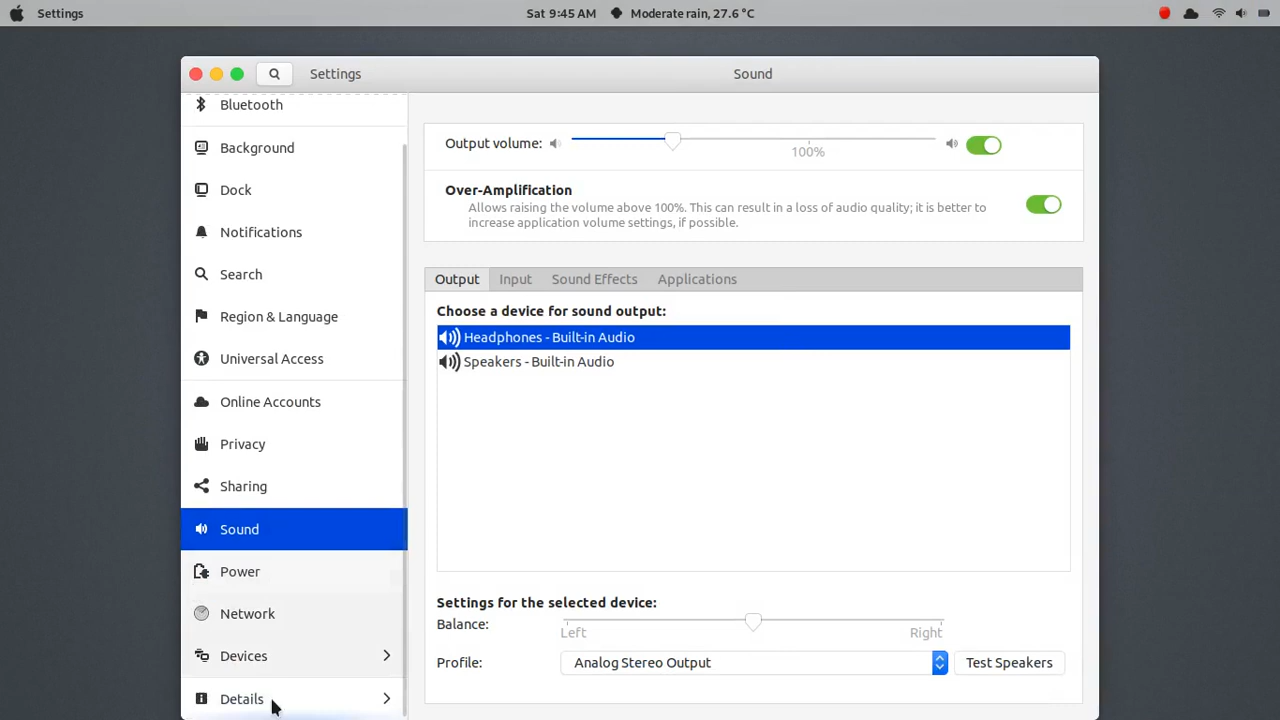 Settings
Sat 9:45 AM
Moderate rain, 27.6 °C
Settings
Sound
Bluetooth
Background
Dock
Notifications
Search
Region & Language
Universal Access
Online Accounts
Privacy
Sharing
Sound
Power
Network
Devices
Details
Output volume:
100%
Over-Amplification
Allows raising the volume above 100%. This can result in a loss of audio quality; it is better to
increase application volume settings, if possible.
Output Input Sound Effects Applications
Choose a device for sound output:
Headphones - Built-in Audio
Speakers - Built-in Audio
Settings for the selected device:
Balance:
Left Right
Profile: Analog Stereo Output Test Speakers